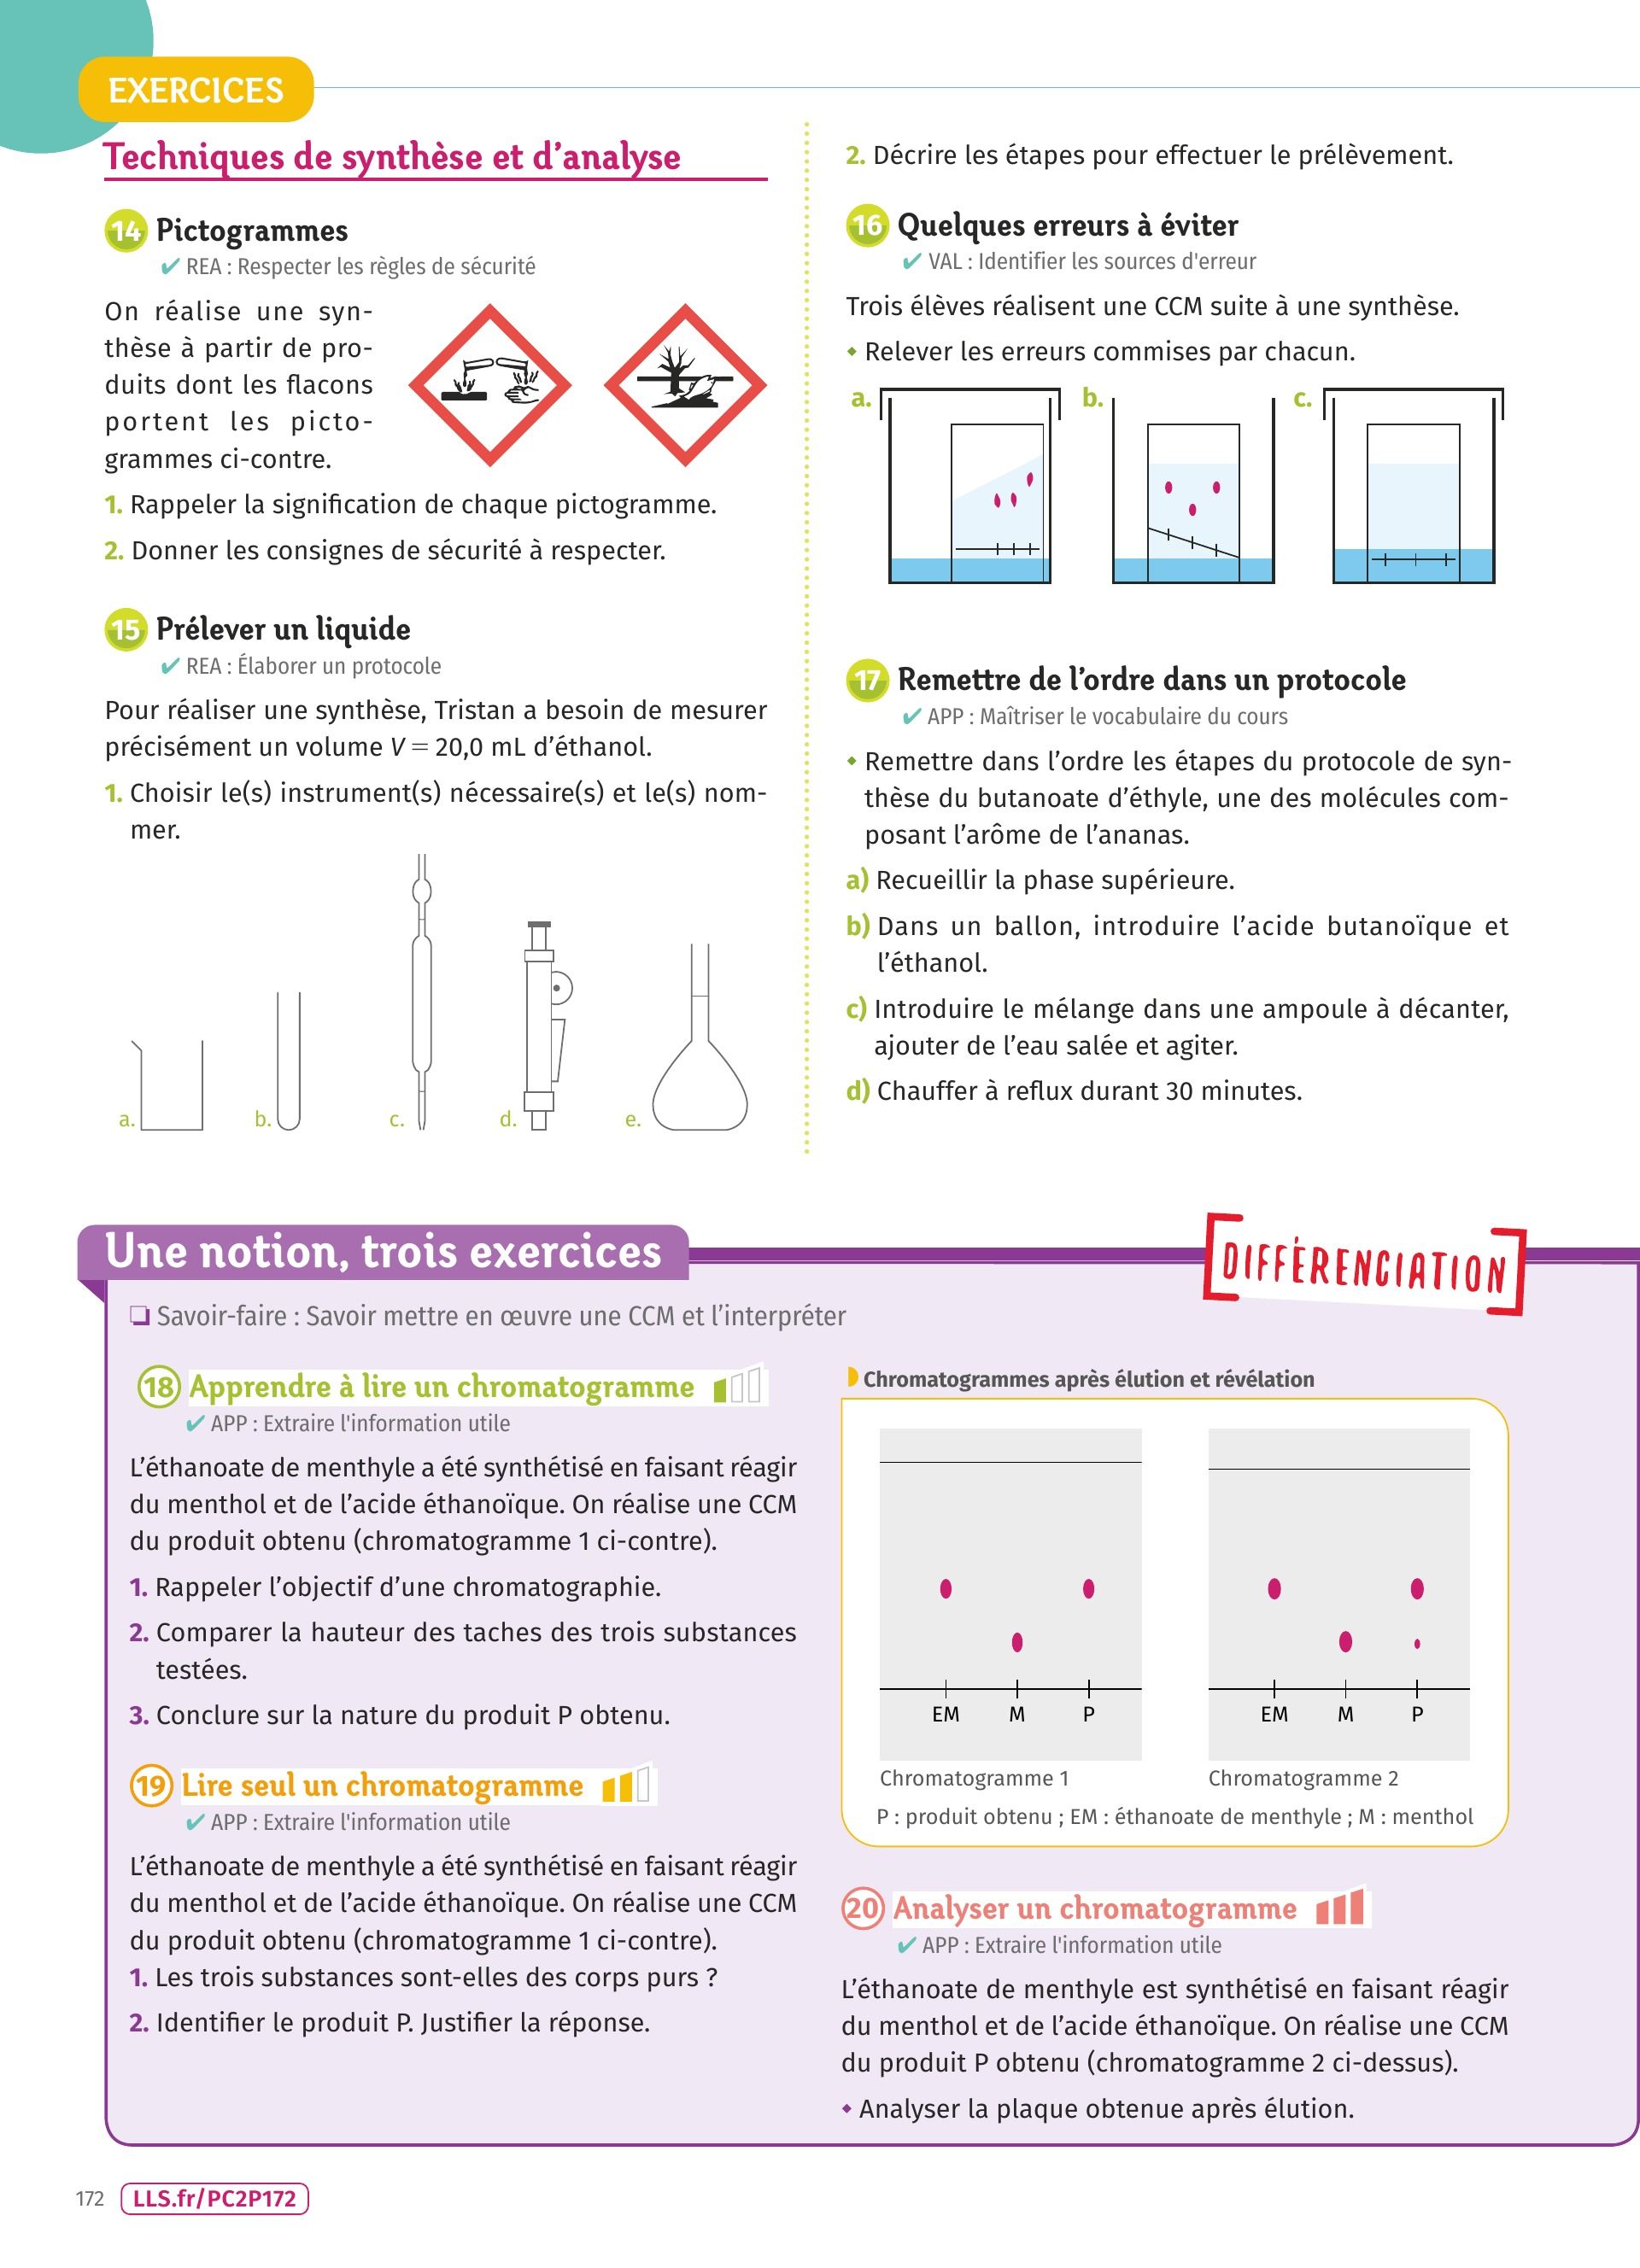 EXERCICES
Techniques de synthèse et d'analyse
14 Pictogrammes
✔ REA : Respecter les règles de sécurité
On réalise une syn-
thèse à partir de pro-
duits dont les flacons
portent les picto-
grammes ci-contre.
1. Rappeler la signification de chaque pictogramme.
2. Donner les consignes de sécurité à respecter.
15 Prélever un liquide
✔ REA : Élaborer un protocole
Pour réaliser une synthèse, Tristan a besoin de mesurer
précisément un volume V = 20,0 mL d'éthanol.
1. Choisir le(s) instrument(s) nécessaire(s) et le(s) nom-
mer.
a. b. c. d. e.
2. Décrire les étapes pour effectuer le prélèvement.
16 Quelques erreurs à éviter
✔ VAL : Identifier les sources d'erreur
Trois élèves réalisent une CCM suite à une synthèse.
Relever les erreurs commises par chacun.
a. b. c.
17 Remettre de l'ordre dans un protocole
✔ APP : Maîtriser le vocabulaire du cours
Remettre dans l'ordre les étapes du protocole de syn-
thèse du butanoate d'éthyle, une des molécules com-
posant l'arôme de l'ananas.
a) Recueillir la phase supérieure.
b) Dans un ballon, introduire l'acide butanoïque et
l'éthanol.
c) Introduire le mélange dans une ampoule à décanter,
ajouter de l'eau salée et agiter.
d) Chauffer à reflux durant 30 minutes.
Une notion, trois exercices
DIFFÉRENCIATION
❏ Savoir-faire : Savoir mettre en œuvre une CCM et l'interpréter
18 Apprendre à lire un chromatogramme
✔ APP : Extraire l'information utile
L'éthanoate de menthyle a été synthétisé en faisant réagir
du menthol et de l'acide éthanoïque. On réalise une CCM
du produit obtenu (chromatogramme 1 ci-contre).
1. Rappeler l'objectif d'une chromatographie.
2. Comparer la hauteur des taches des trois substances
testées.
3. Conclure sur la nature du produit P obtenu.
19 Lire seul un chromatogramme
✔ APP : Extraire l'information utile
L'éthanoate de menthyle a été synthétisé en faisant réagir
du menthol et de l'acide éthanoïque. On réalise une CCM
du produit obtenu (chromatogramme 1 ci-contre).
1. Les trois substances sont-elles des corps purs ?
2. Identifier le produit P. Justifier la réponse.
Chromatogrammes après élution et révélation
EM M P EM M P
Chromatogramme 1 Chromatogramme 2
P : produit obtenu ; EM : éthanoate de menthyle ; M : menthol
20 Analyser un chromatogramme
✔ APP : Extraire l'information utile
L'éthanoate de menthyle est synthétisé en faisant réagir
du menthol et de l'acide éthanoïque. On réalise une CCM
du produit P obtenu (chromatogramme 2 ci-dessus).
Analyser la plaque obtenue après élution.
172 LLS.fr/PC2P172